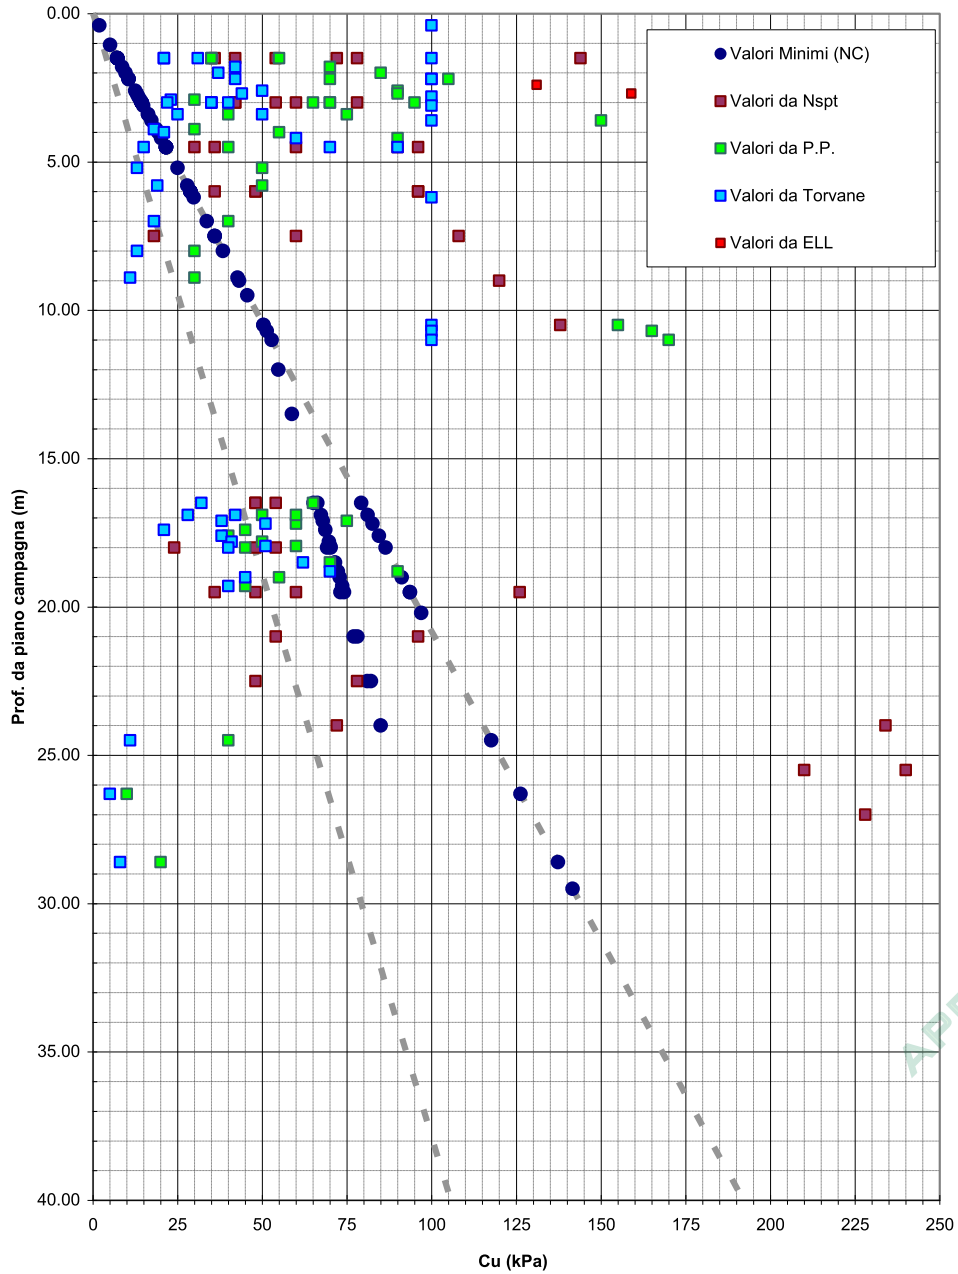 0.00
5.00
10.00
15.00
20.00
25.00
30.00
35.00
40.00
Prof. da piano campagna (m)
Valori Minimi (NC)
Valori da Nspt
Valori da P.P.
Valori da Torvane
Valori da ELL
0 25 50 75 100 125 150 175 200 225 250
Cu (kPa)